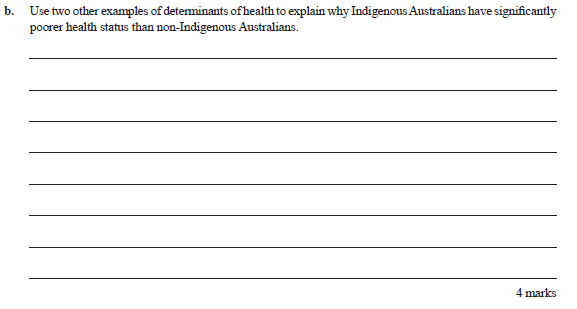 b. Use two other examples of determinants of health to explain why Indigenous Australians have significantly
poorer health status than non-Indigenous Australians.
4 marks